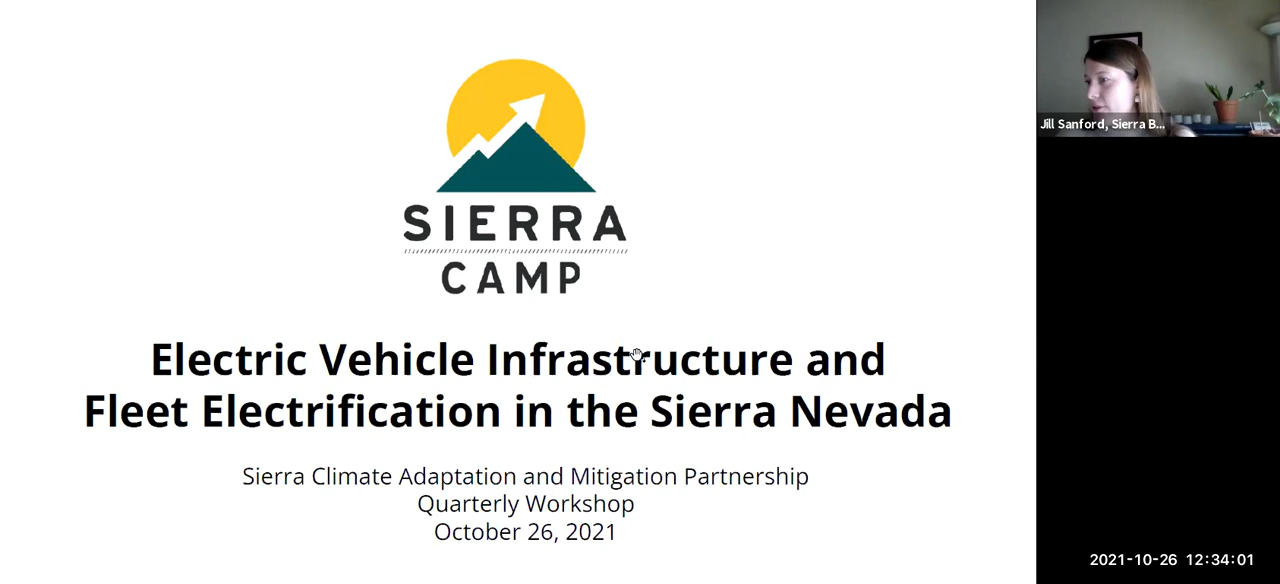 SIERRA
CAMP
Electric Vehicle Infrastructure and
Fleet Electrification in the Sierra Nevada
Sierra Climate Adaptation and Mitigation Partnership
Quarterly Workshop
October 26, 2021
Jill Sanford, Sierra B...
2021-10-26 12:34:01